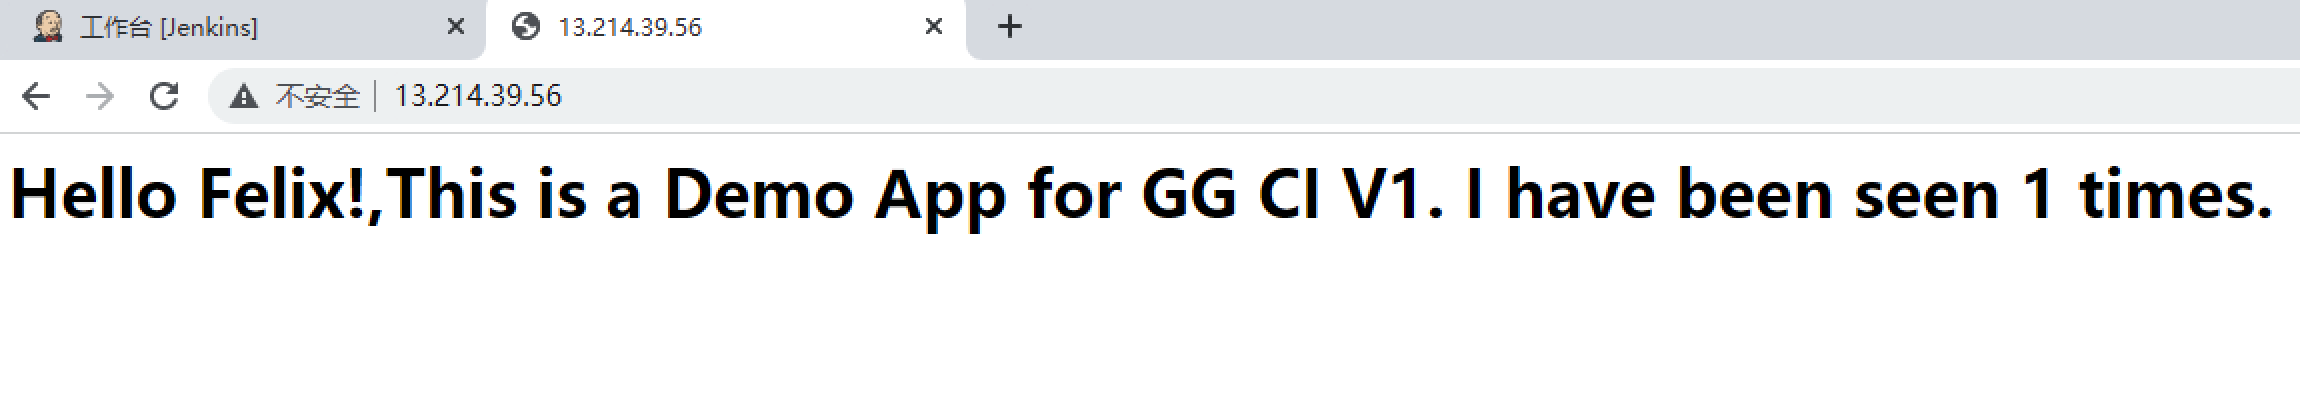 工作台 [Jenkins]
13.214.39.56
不安全 13.214.39.56
Hello Felix!,This is a Demo App for GG CI V1. I have been seen 1 times.